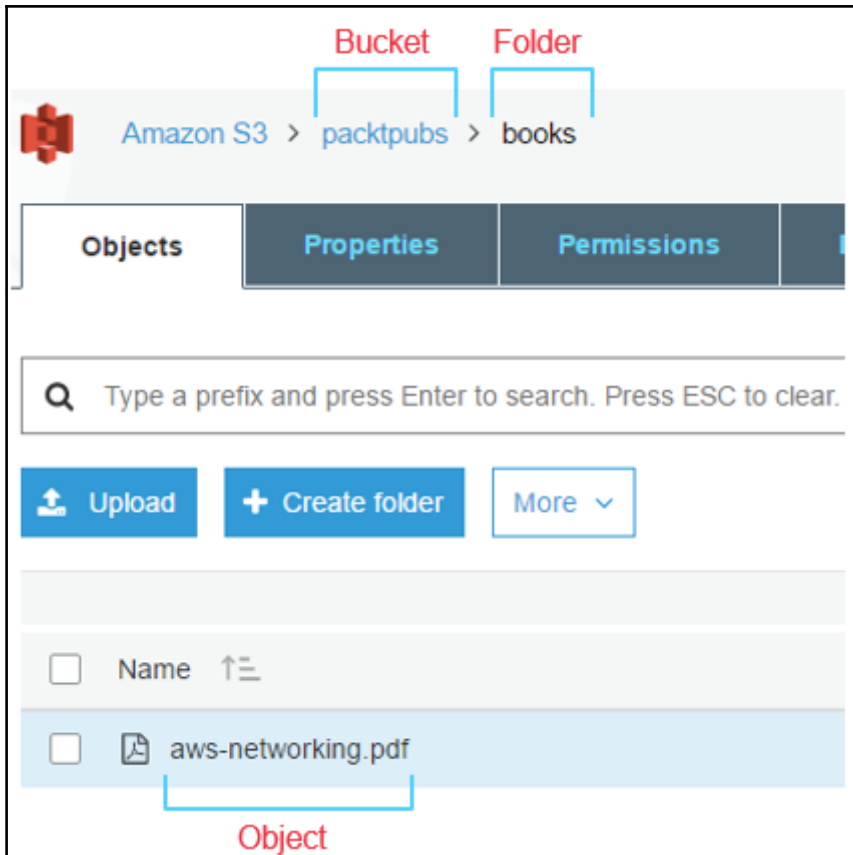 Bucket Folder
Amazon S3 > packtpubs > books
Objects Properties Permissions
Type a prefix and press Enter to search. Press ESC to clear.
Upload + Create folder More
Name
aws-networking.pdf
Object